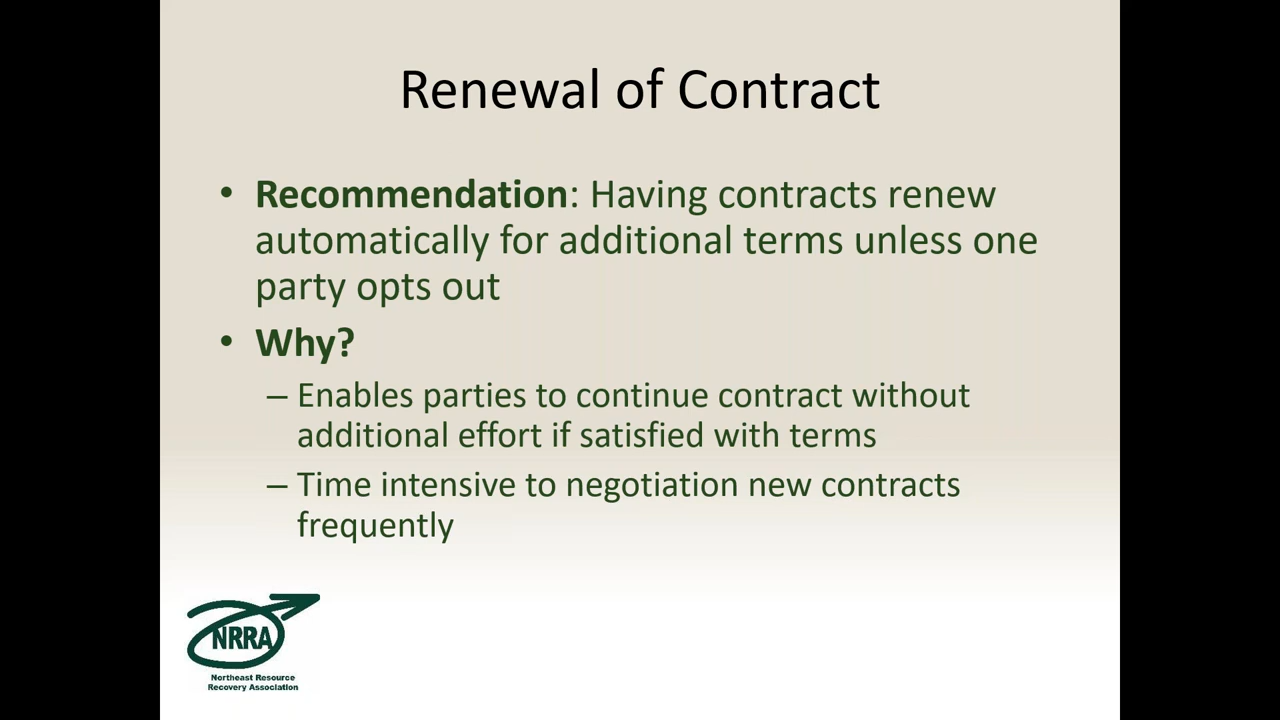 Renewal of Contract
• Recommendation: Having contracts renew
automatically for additional terms unless one
party opts out
• Why?
– Enables parties to continue contract without
additional effort if satisfied with terms
– Time intensive to negotiation new contracts
frequently
NRRA
Northeast Resource
Recovery Association